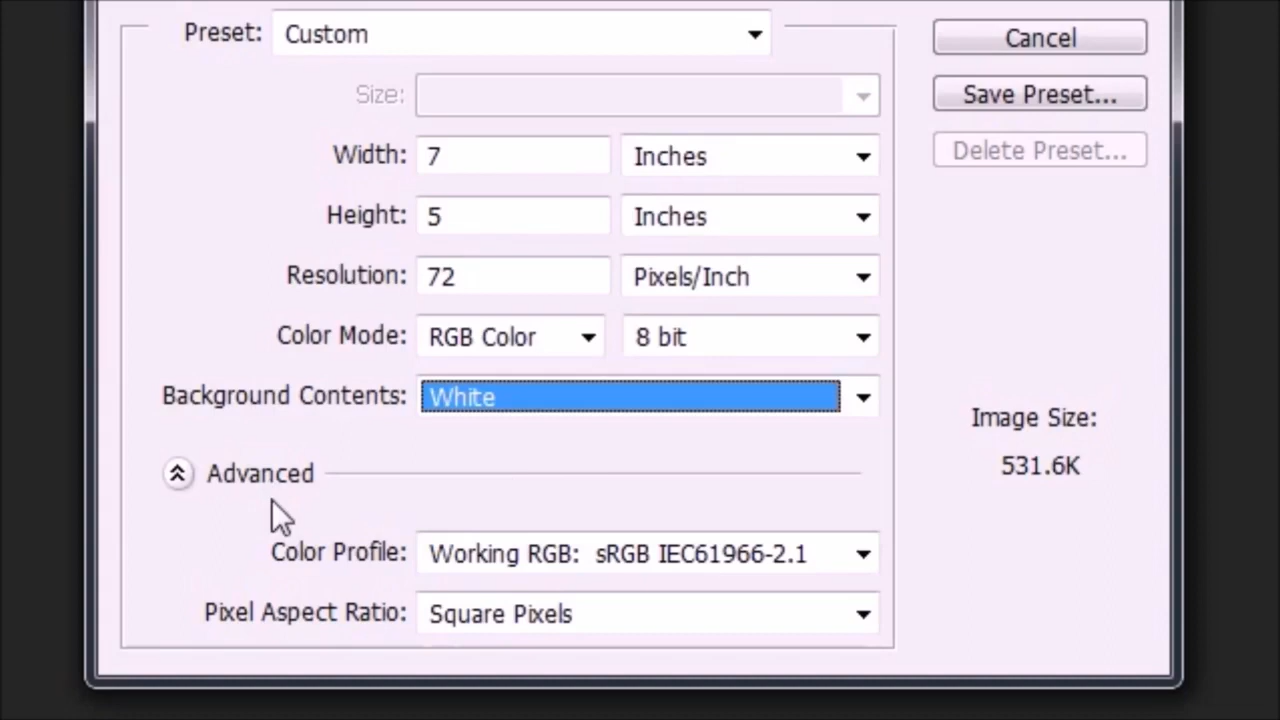 Preset: Custom
Cancel
Size:
Save Preset...
Width: 7 Inches
Delete Preset...
Height: 5 Inches
Resolution: 72 Pixels/Inch
Color Mode: RGB Color 8 bit
Background Contents: White
Image Size:
531.6K
Advanced
Color Profile: Working RGB: sRGB IEC61966-2.1
Pixel Aspect Ratio: Square Pixels